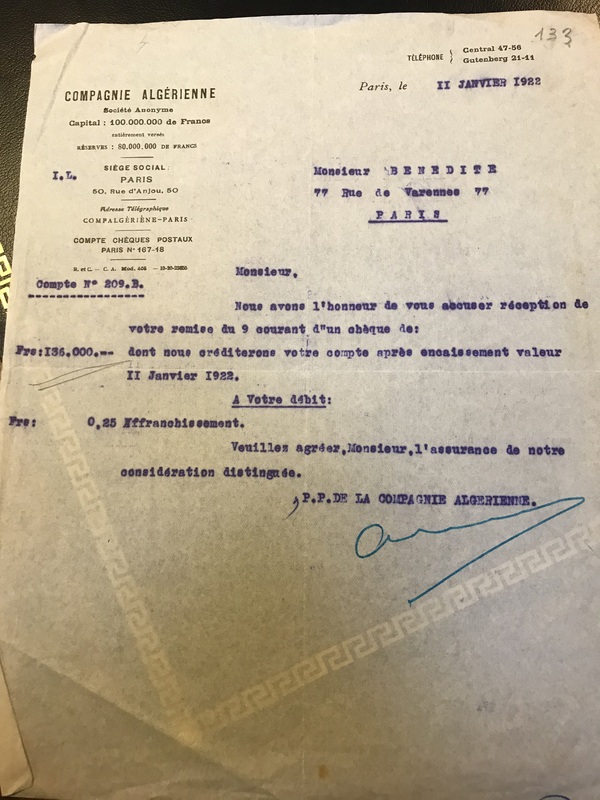 133
TÉLÉPHONE } Central 47-56
Gutenberg 21-11
Paris, le II JANVIER 1922
COMPAGNIE ALGÉRIENNE
Société Anonyme
Capital : 100.000.000 de Francs
entièrement versés
RÉSERVES : 80.000.000 DE FRANCS
SIÈGE SOCIAL
PARIS
50, Rue d'Anjou, 50
Adresse Télégraphique
COMPALGÉRIÈNE-PARIS
COMPTE CHÈQUES POSTAUX
PARIS N° 167-18
R. et C. — C. A. Mod. 405
I.L.
Monsieur BENEDITE
77 Rue de Varennes 77
PARIS
Monsieur,
Compte N° 209.B.
Nous avons l'honneur de vous accuser réception de
votre remise du 9 courant d"un chèque de:
Frs:136.000.-- dont nous créditerons votre compte après encaissement valeur
II Janvier 1922.
A Votre débit:
Frs: 0,25 Affranchissement.
Veuillez agréer,Monsieur,l'assurance de notre
considération distinguée.
P.P.DE LA COMPAGNIE ALGERIENNE.